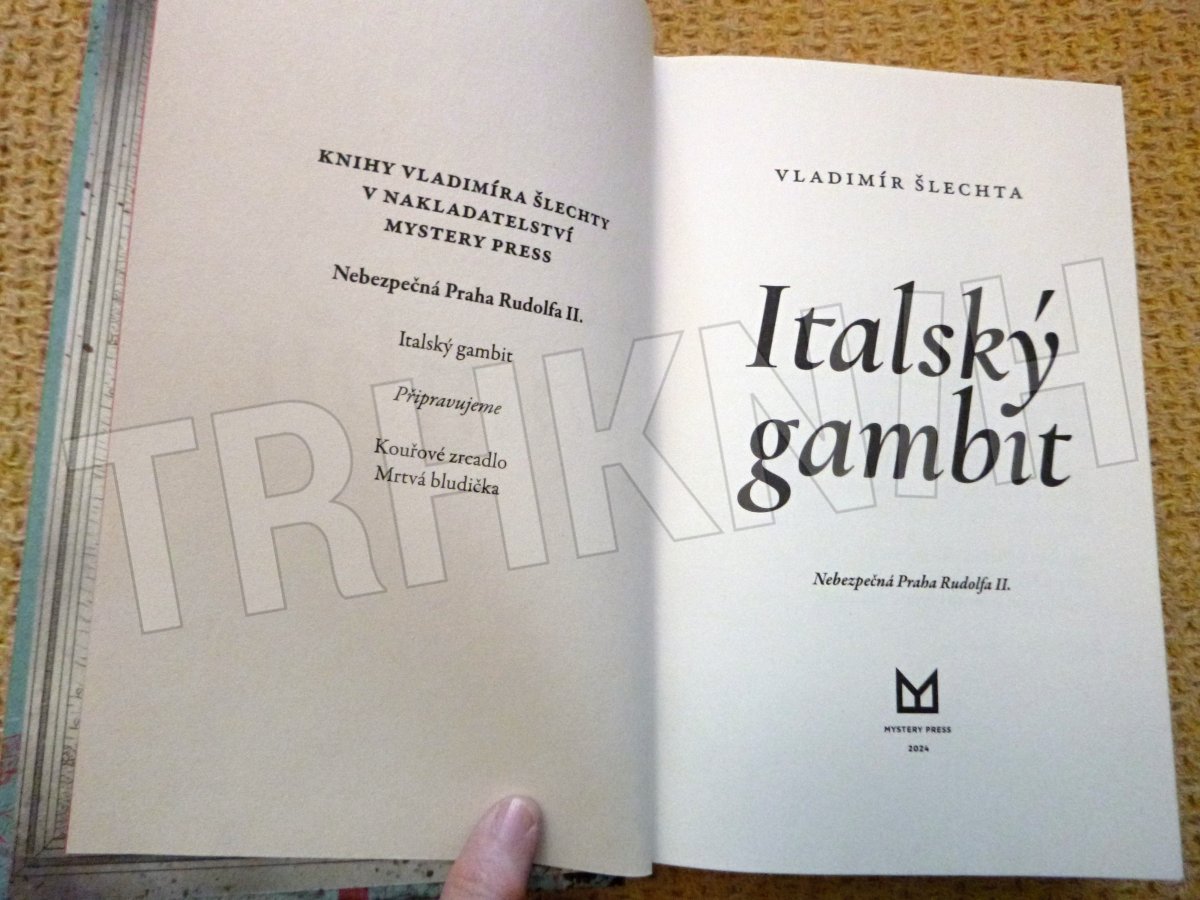 KNIHY VLADIMÍRA ŠLECHTY
V NAKLADATELSTVÍ
MYSTERY PRESS
Nebezpečná Praha Rudolfa II.
Italský gambit
Připravujeme
Kouřové zrcadlo
Mrtvá bludička
VLADIMÍR ŠLECHTA
Italský
gambit
Nebezpečná Praha Rudolfa II.
MYSTERY PRESS
2024
TRHKNIH